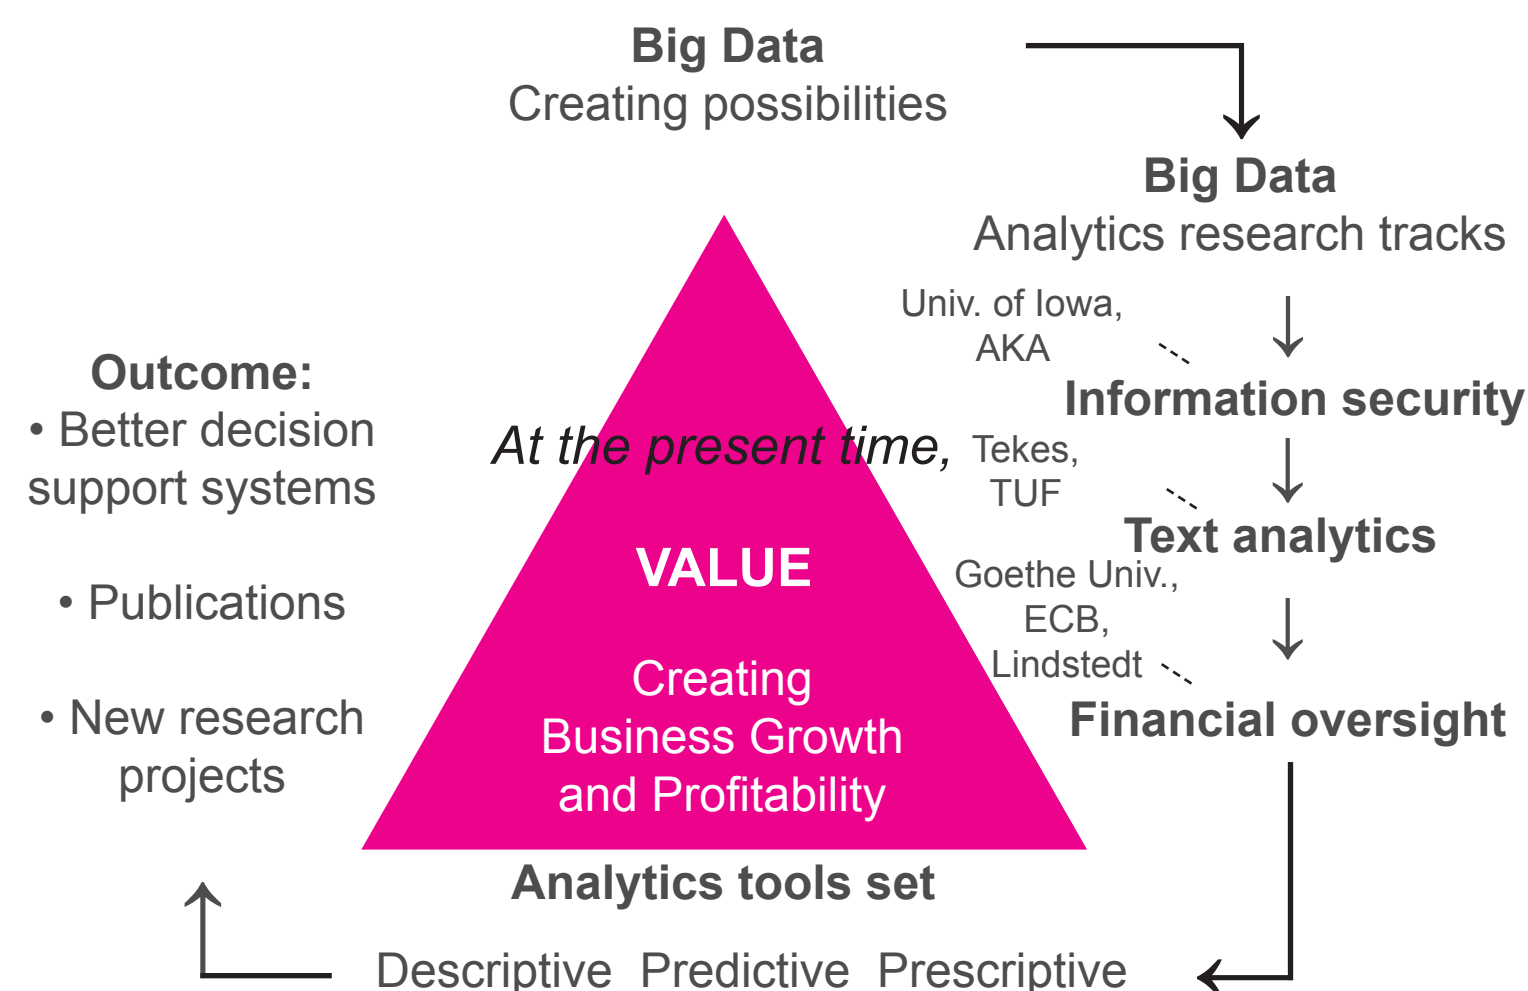 Big Data
Creating possibilities
Big Data
Analytics research tracks
Univ. of Iowa,
AKA
Information security
Tekes,
TUF
Text analytics
Goethe Univ.,
ECB,
Lindstedt
Financial oversight
Outcome:
• Better decision
support systems
• Publications
• New research
projects
At the present time,
VALUE
Creating
Business Growth
and Profitability
Analytics tools set
Descriptive Predictive Prescriptive